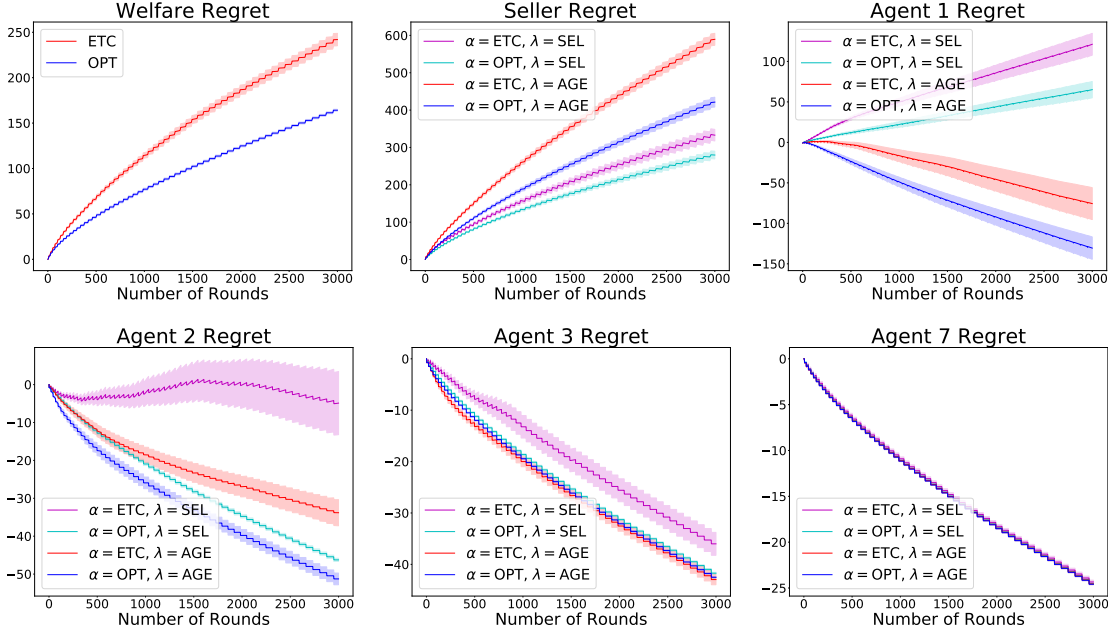 Welfare Regret
ETC
OPT
250
200
150
100
50
0
0 500 1000 1500 2000 2500 3000
Number of Rounds
Seller Regret
α = ETC, λ = SEL
α = OPT, λ = SEL
α = ETC, λ = AGE
α = OPT, λ = AGE
600
500
400
300
200
100
0
0 500 1000 1500 2000 2500 3000
Number of Rounds
Agent 1 Regret
α = ETC, λ = SEL
α = OPT, λ = SEL
α = ETC, λ = AGE
α = OPT, λ = AGE
100
50
0
−50
−100
−150
0 500 1000 1500 2000 2500 3000
Number of Rounds
Agent 2 Regret
0
−10
−20
−30
−40
−50
α = ETC, λ = SEL
α = OPT, λ = SEL
α = ETC, λ = AGE
α = OPT, λ = AGE
0 500 1000 1500 2000 2500 3000
Number of Rounds
Agent 3 Regret
0
−10
−20
−30
−40
α = ETC, λ = SEL
α = OPT, λ = SEL
α = ETC, λ = AGE
α = OPT, λ = AGE
0 500 1000 1500 2000 2500 3000
Number of Rounds
Agent 7 Regret
0
−5
−10
−15
−20
−25
α = ETC, λ = SEL
α = OPT, λ = SEL
α = ETC, λ = AGE
α = OPT, λ = AGE
0 500 1000 1500 2000 2500 3000
Number of Rounds